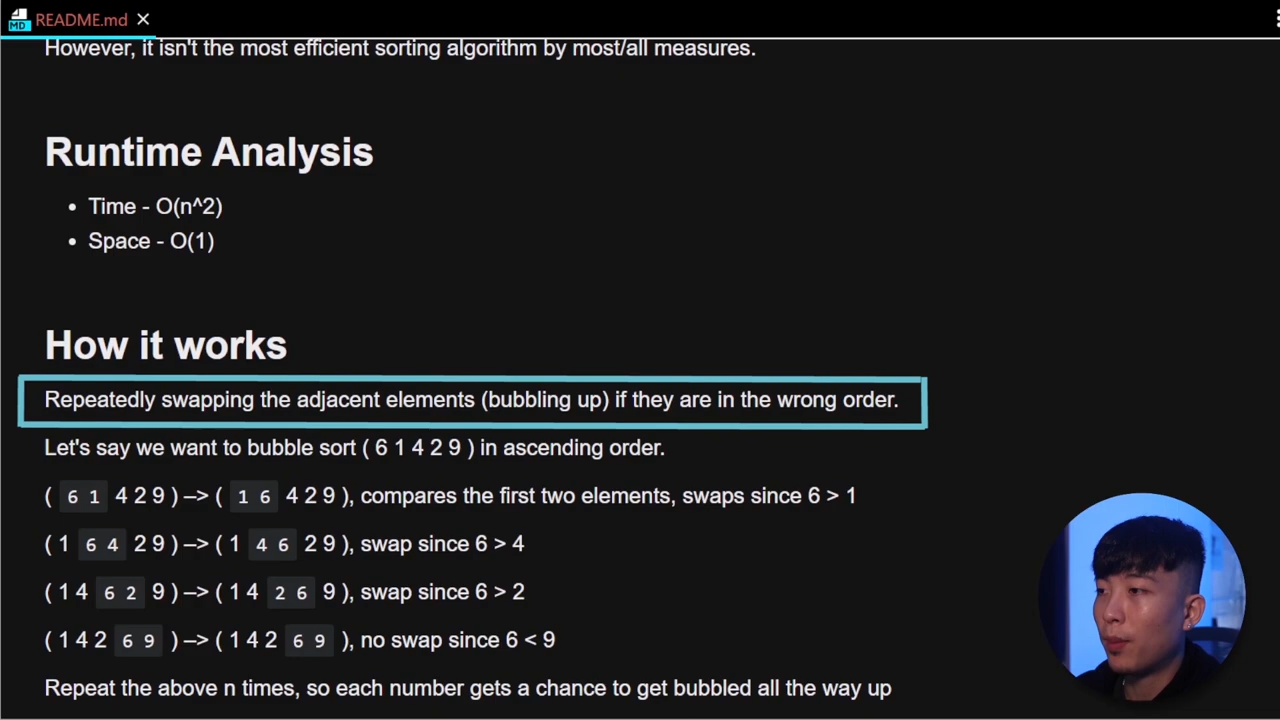 MD README.md ✕
However, it isn't the most efficient sorting algorithm by most/all measures.
Runtime Analysis
• Time - O(n^2)
• Space - O(1)
How it works
Repeatedly swapping the adjacent elements (bubbling up) if they are in the wrong order.
Let's say we want to bubble sort ( 6 1 4 2 9 ) in ascending order.
( 6 1 4 2 9 ) –> ( 1 6 4 2 9 ), compares the first two elements, swaps since 6 > 1
( 1 6 4 2 9 ) –> ( 1 4 6 2 9 ), swap since 6 > 4
( 1 4 6 2 9 ) –> ( 1 4 2 6 9 ), swap since 6 > 2
( 1 4 2 6 9 ) –> ( 1 4 2 6 9 ), no swap since 6 < 9
Repeat the above n times, so each number gets a chance to get bubbled all the way up